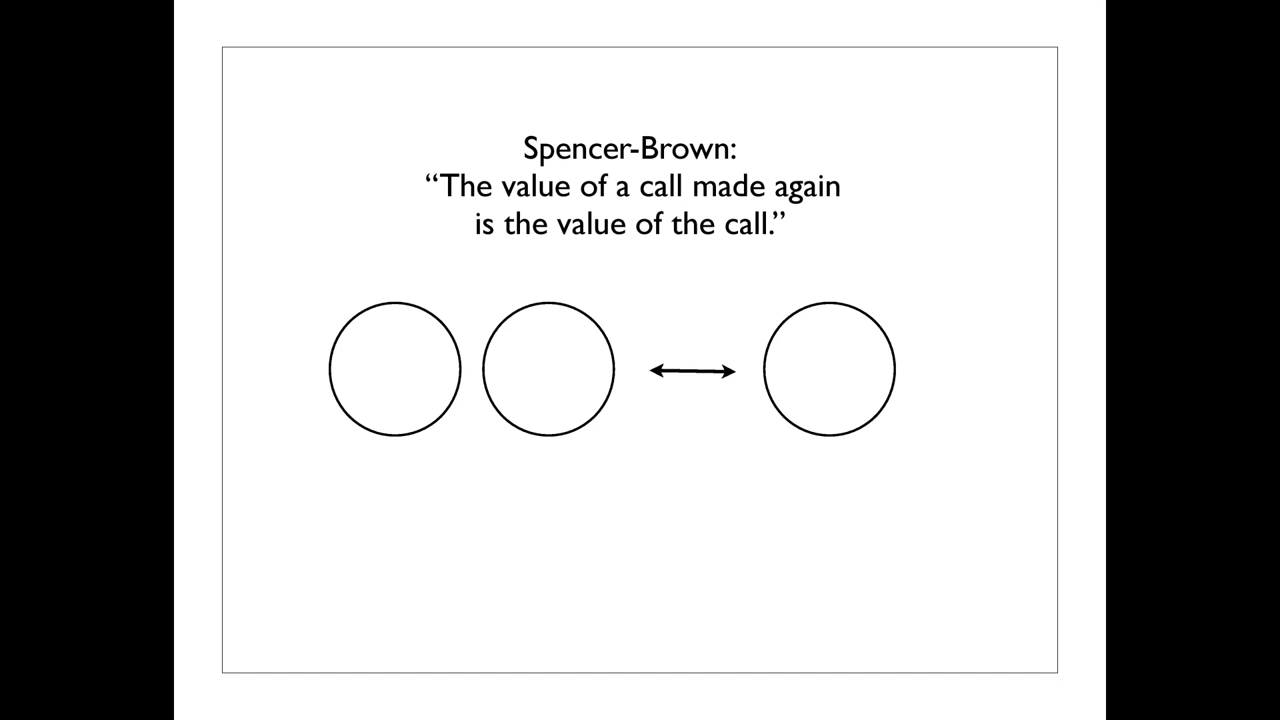 Spencer-Brown:
“The value of a call made again
is the value of the call.”